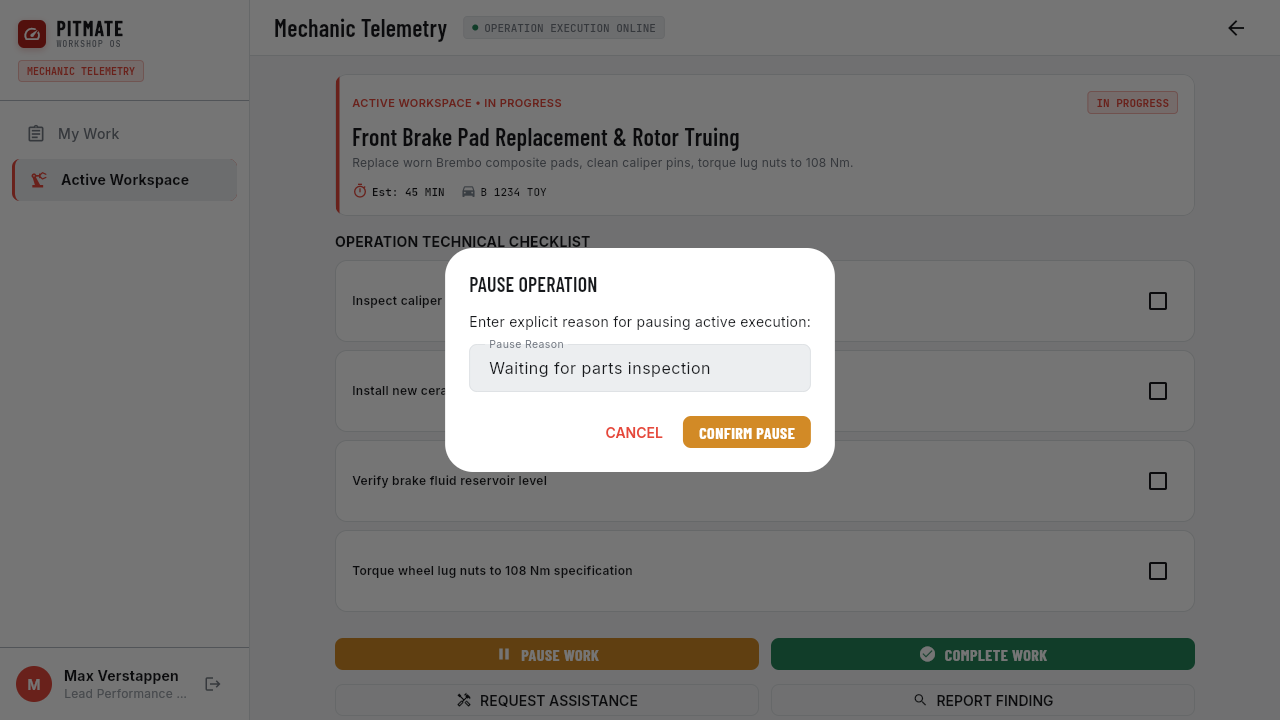 PITMATE
WORKSHOP OS
MECHANIC TELEMETRY
My Work
Active Workspace
Max Verstappen
Lead Performance ...
M
Mechanic Telemetry
OPERATION EXECUTION ONLINE
ACTIVE WORKSPACE • IN PROGRESS
IN PROGRESS
Front Brake Pad Replacement & Rotor Truing
Replace worn Brembo composite pads, clean caliper pins, torque lug nuts to 108 Nm.
Est: 45 MIN
B 1234 TOY
OPERATION TECHNICAL CHECKLIST
Inspect caliper
Install new cera
Verify brake fluid reservoir level
Torque wheel lug nuts to 108 Nm specification
PAUSE WORK
COMPLETE WORK
REQUEST ASSISTANCE
REPORT FINDING
PAUSE OPERATION
Enter explicit reason for pausing active execution:
Pause Reason
Waiting for parts inspection
CANCEL
CONFIRM PAUSE